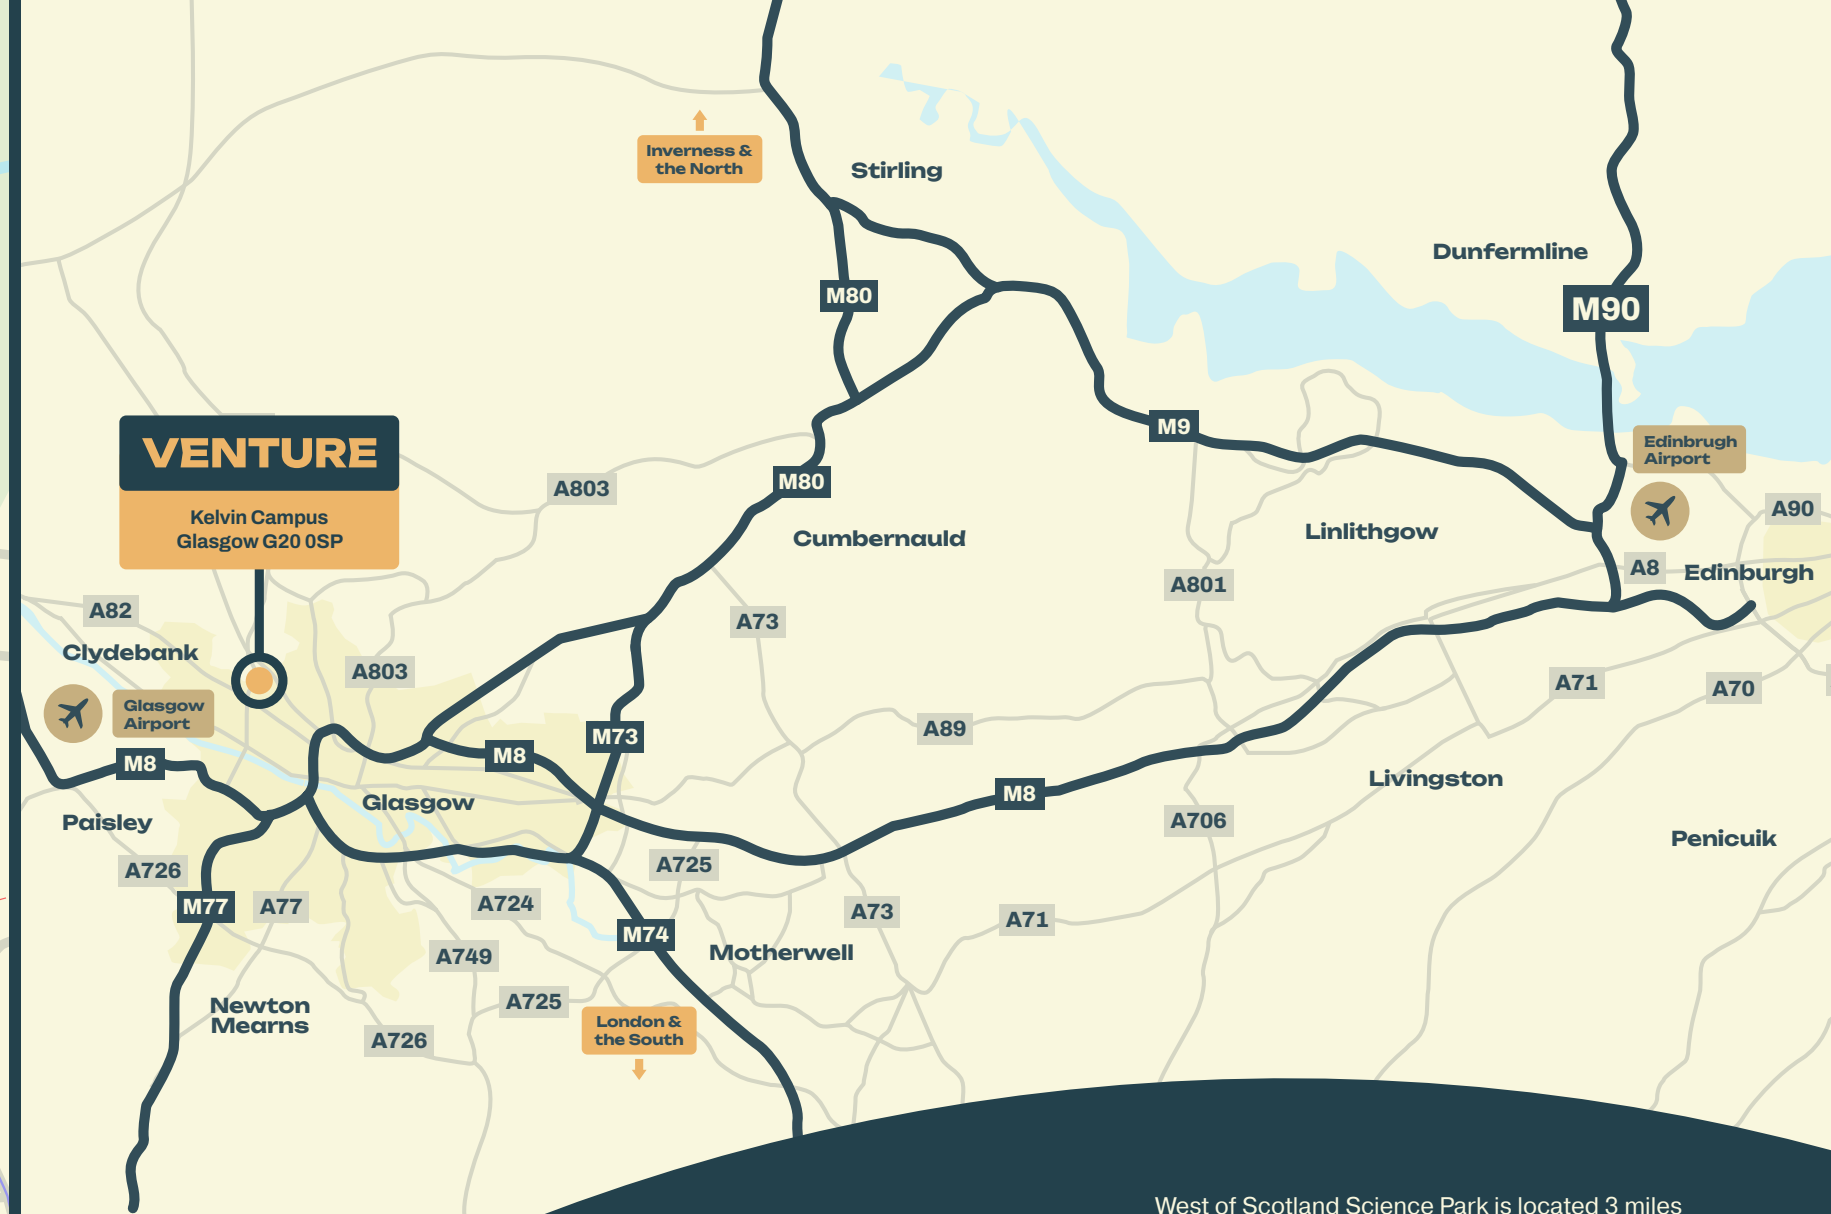 Inverness &
the North
Stirling
Dunfermline
M80
M90
M9
VENTURE
Kelvin Campus
Glasgow G20 0SP
A803
M80
Cumbernauld
Linlithgow
Edinbrugh
Airport
A90
A8
Edinburgh
A801
A82
A73
Clydebank
A803
Glasgow
Airport
M8
M8
M73
A89
A71
A70
Livingston
M8
Glasgow
Paisley
A706
Penicuik
A726
A725
M77
A77
A724
A73
A71
M74
Motherwell
A749
A725
Newton
Mearns
London &
the South
A726
West of Scotland Science Park is located 3 miles